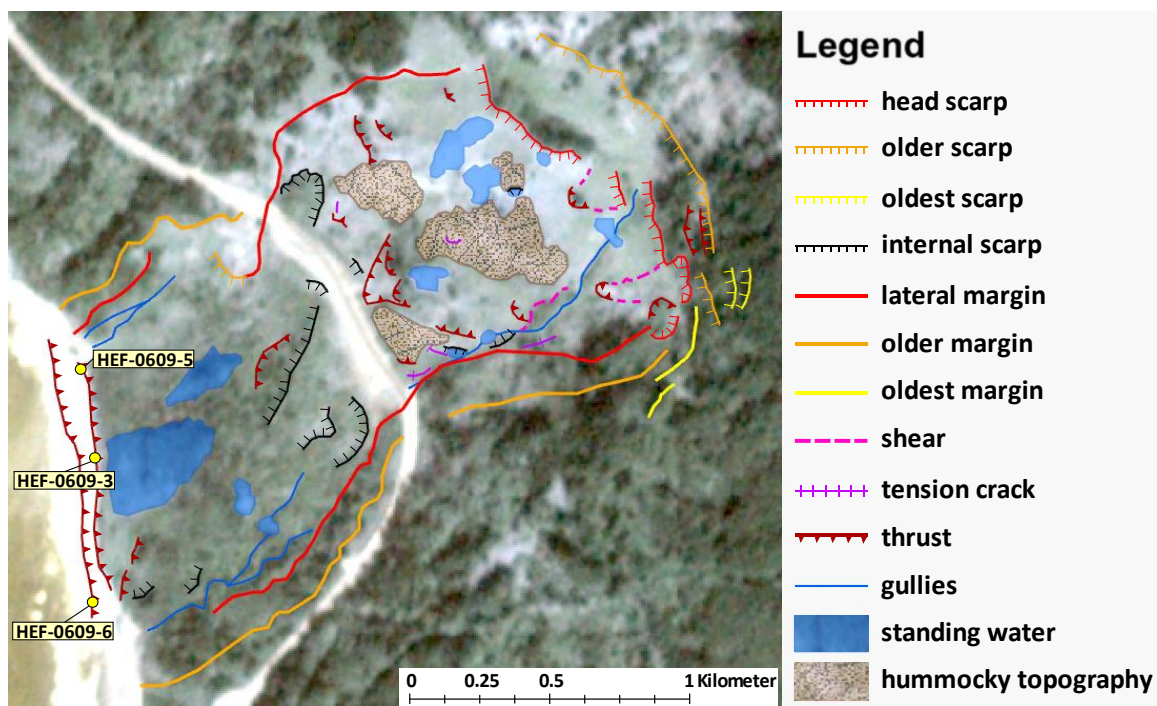 HEF-0609-5
HEF-0609-3
HEF-0609-6
0 0.25 0.5 1 Kilometer
Legend
head scarp
older scarp
oldest scarp
internal scarp
lateral margin
older margin
oldest margin
shear
tension crack
thrust
gullies
standing water
hummocky topography